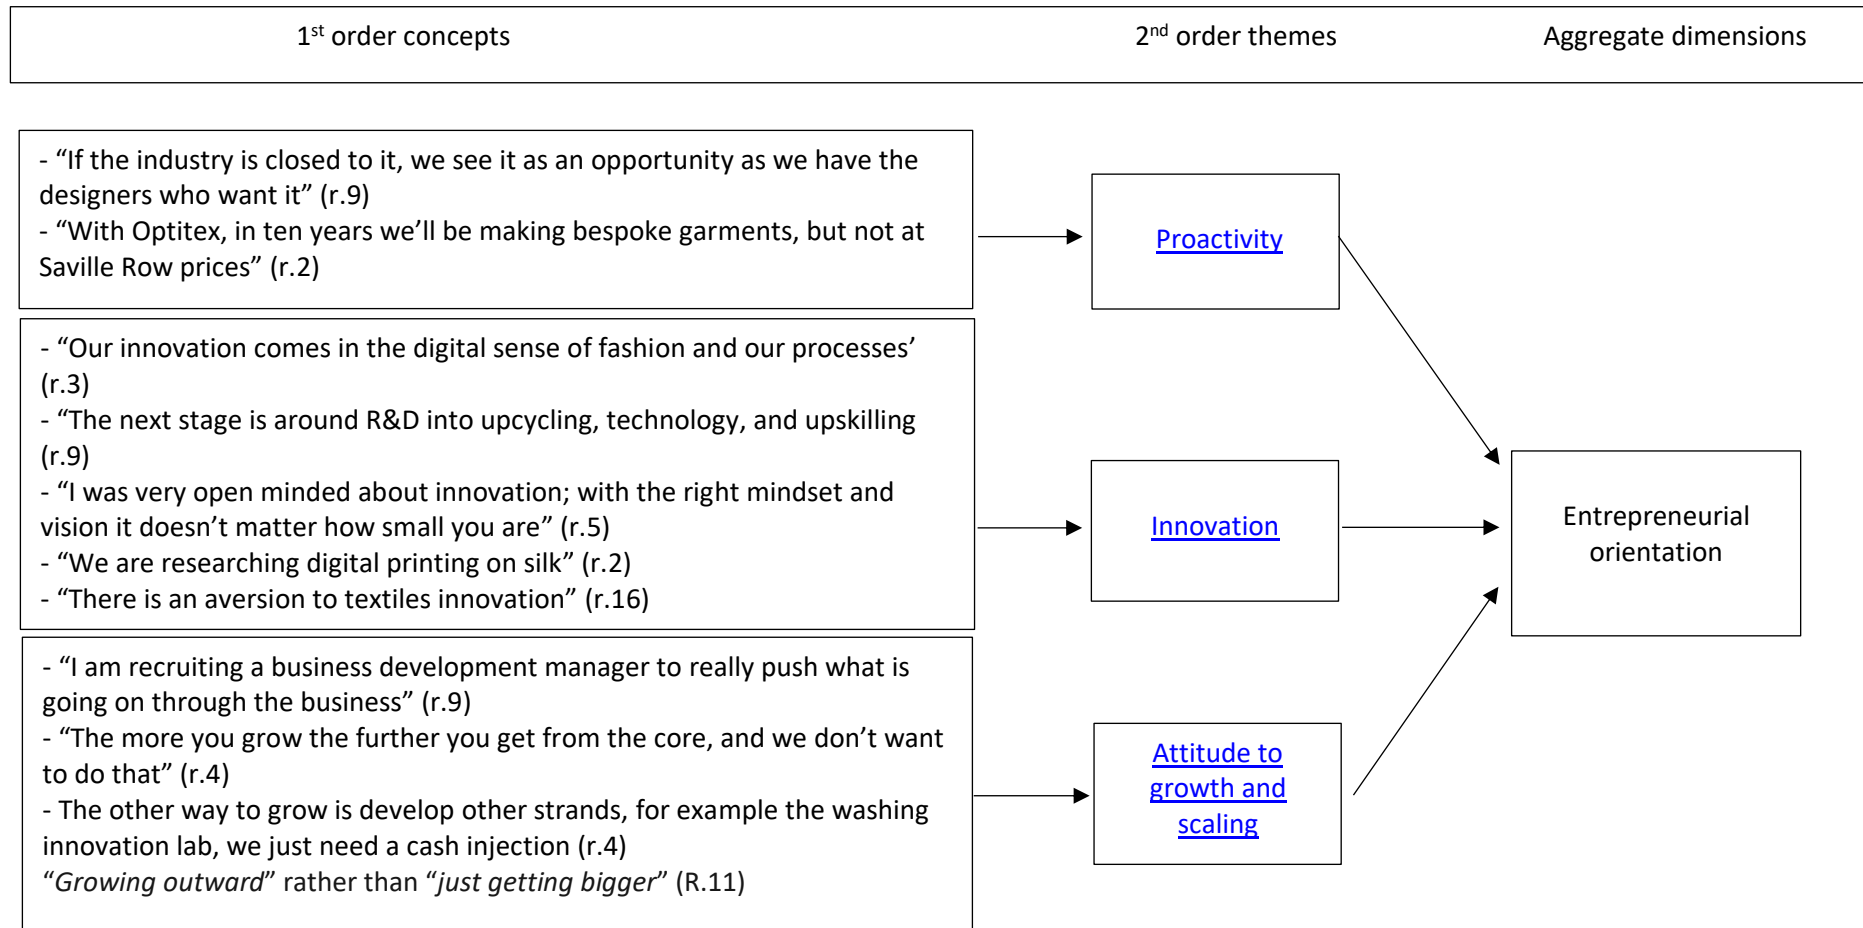 1st order concepts
2nd order themes
Aggregate dimensions
- “If the industry is closed to it, we see it as an opportunity as we have the
designers who want it” (r.9)
- “With Optitex, in ten years we’ll be making bespoke garments, but not at
Saville Row prices” (r.2)
Proactivity
- “Our innovation comes in the digital sense of fashion and our processes’
(r.3)
- “The next stage is around R&D into upcycling, technology, and upskilling
(r.9)
- “I was very open minded about innovation; with the right mindset and
vision it doesn’t matter how small you are” (r.5)
- “We are researching digital printing on silk” (r.2)
- “There is an aversion to textiles innovation” (r.16)
Innovation
Entrepreneurial
orientation
- “I am recruiting a business development manager to really push what is
going on through the business” (r.9)
- “The more you grow the further you get from the core, and we don’t want
to do that” (r.4)
- The other way to grow is develop other strands, for example the washing
innovation lab, we just need a cash injection (r.4)
“Growing outward” rather than “just getting bigger” (R.11)
Attitude to
growth and
scaling